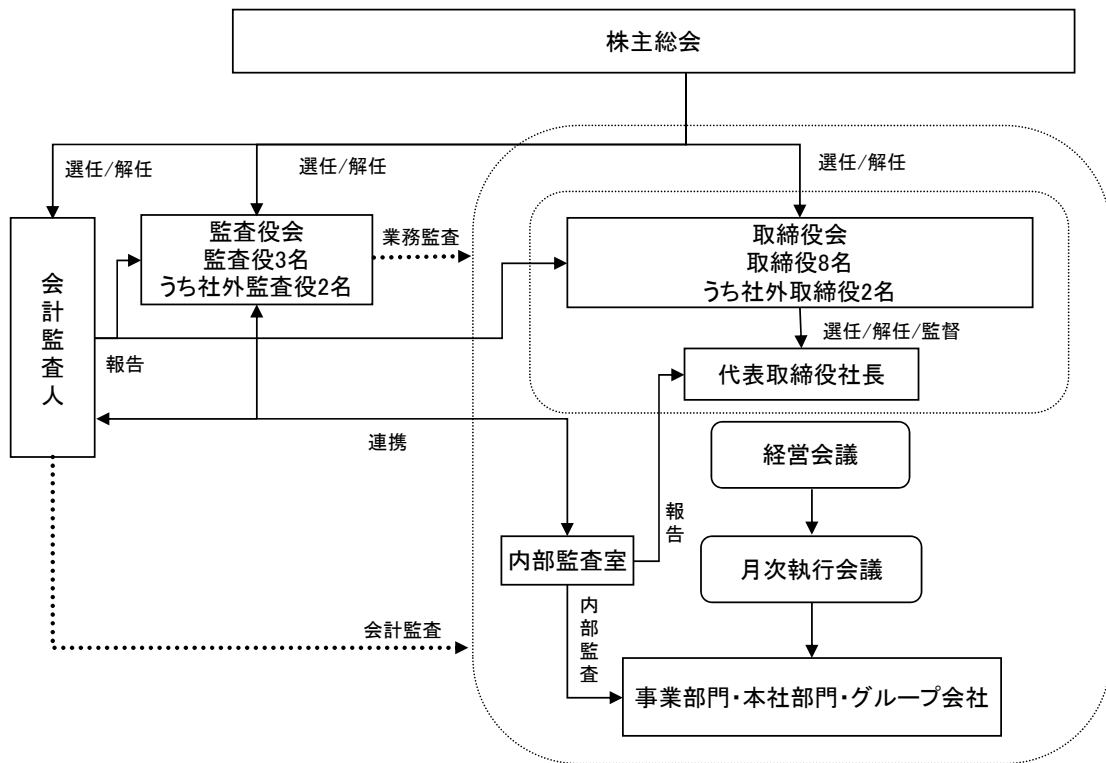 株主総会
選任/解任
選任/解任
選任/解任
監査役会
監査役3名
うち社外監査役2名
業務監査
取締役会
取締役8名
うち社外取締役2名
会計監査人
報告
選任/解任/監督
代表取締役社長
連携
経営会議
報告
内部監査室
月次執行会議
内部監査
会計監査
事業部門・本社部門・グループ会社